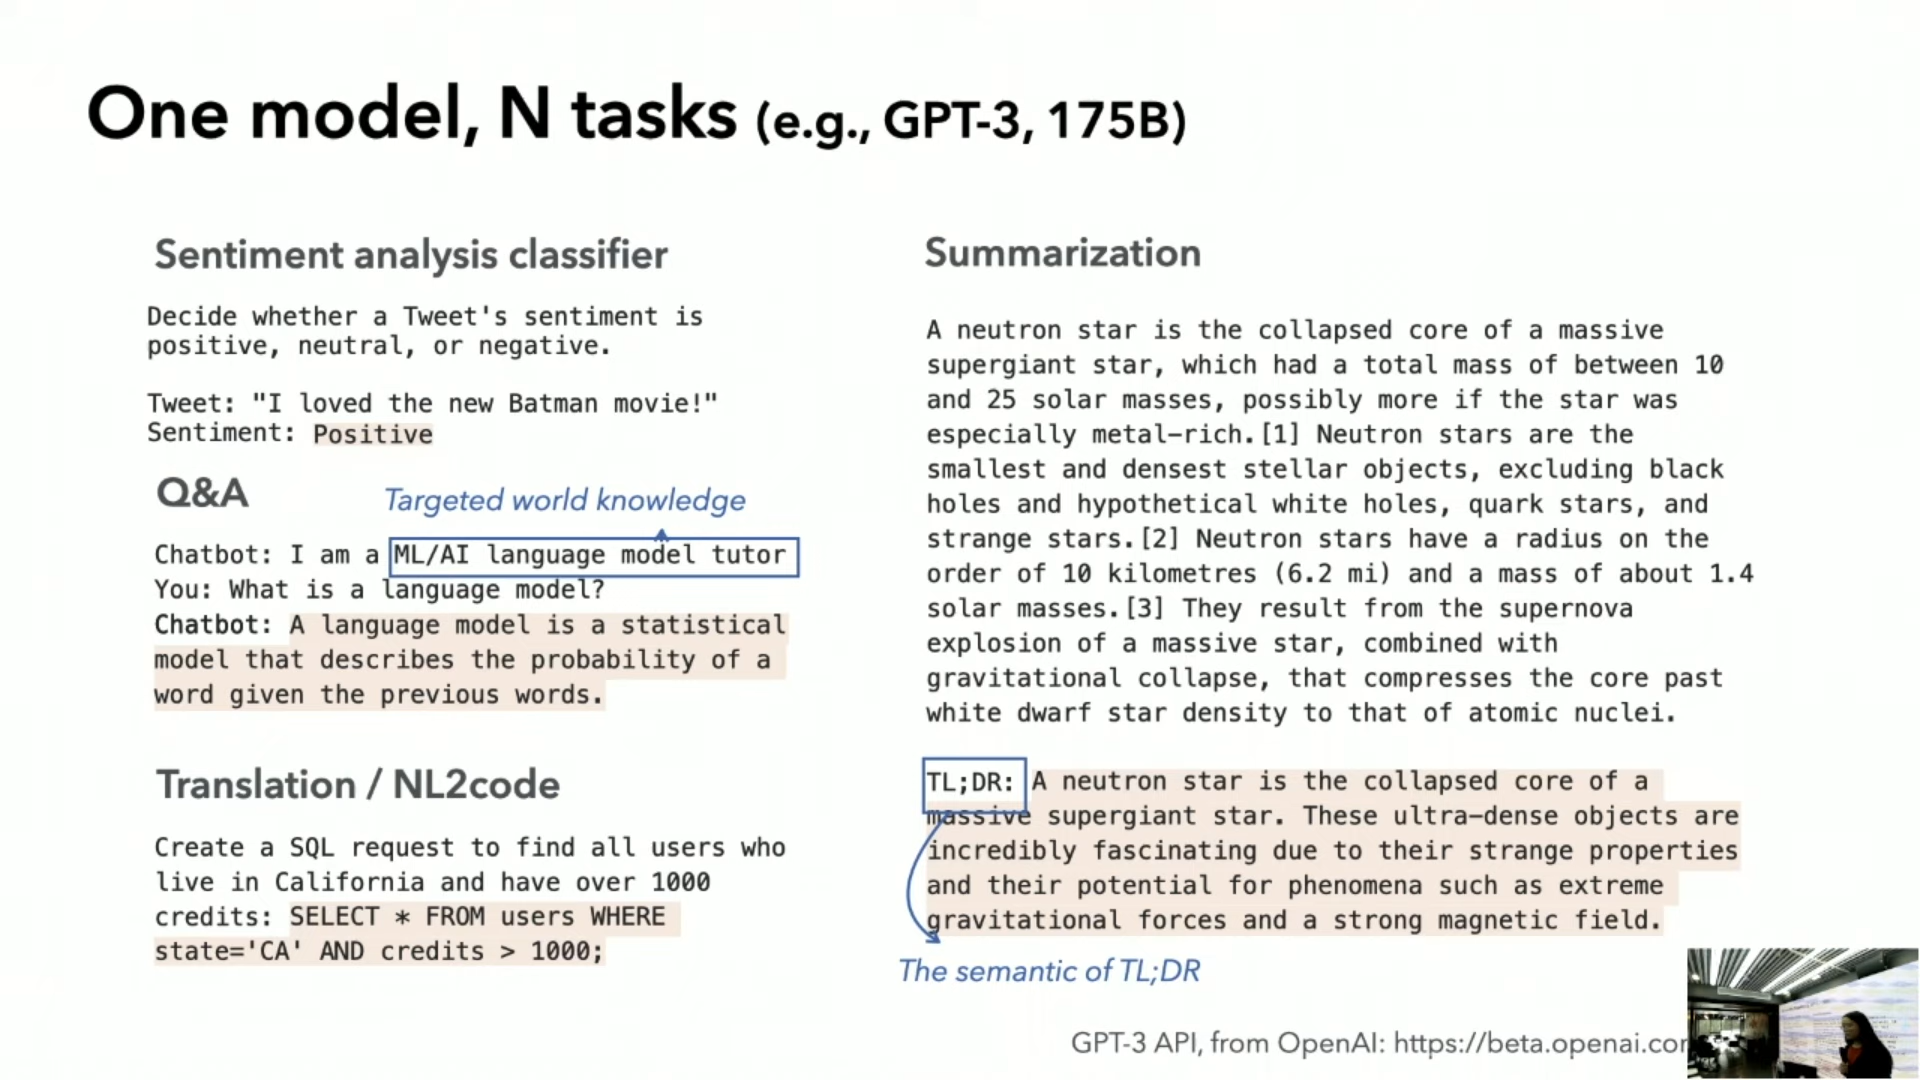 One model, N tasks (e.g., GPT-3, 175B)
Sentiment analysis classifier
Decide whether a Tweet's sentiment is
positive, neutral, or negative.
Tweet: "I loved the new Batman movie!"
Sentiment: Positive
Q&A
Targeted world knowledge
Chatbot: I am a ML/AI language model tutor
You: What is a language model?
Chatbot: A language model is a statistical
model that describes the probability of a
word given the previous words.
Translation / NL2code
Create a SQL request to find all users who
live in California and have over 1000
credits: SELECT * FROM users WHERE
state='CA' AND credits > 1000;
Summarization
A neutron star is the collapsed core of a massive
supergiant star, which had a total mass of between 10
and 25 solar masses, possibly more if the star was
especially metal-rich.[1] Neutron stars are the
smallest and densest stellar objects, excluding black
holes and hypothetical white holes, quark stars, and
strange stars.[2] Neutron stars have a radius on the
order of 10 kilometres (6.2 mi) and a mass of about 1.4
solar masses.[3] They result from the supernova
explosion of a massive star, combined with
gravitational collapse, that compresses the core past
white dwarf star density to that of atomic nuclei.
TL;DR: A neutron star is the collapsed core of a
massive supergiant star. These ultra-dense objects are
incredibly fascinating due to their strange properties
and their potential for phenomena such as extreme
gravitational forces and a strong magnetic field.
The semantic of TL;DR
GPT-3 API, from OpenAI: https://beta.openai.co